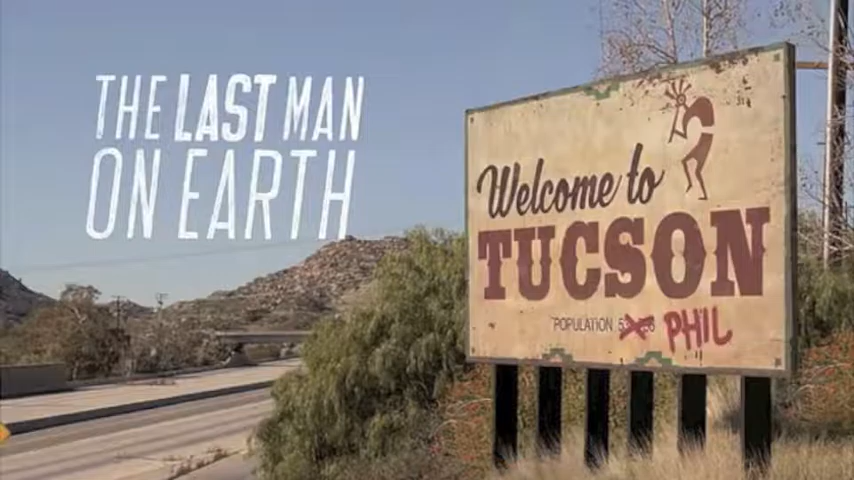 THE LAST MAN
ON EARTH
Welcome to
TUCSON
POPULATION PHIL